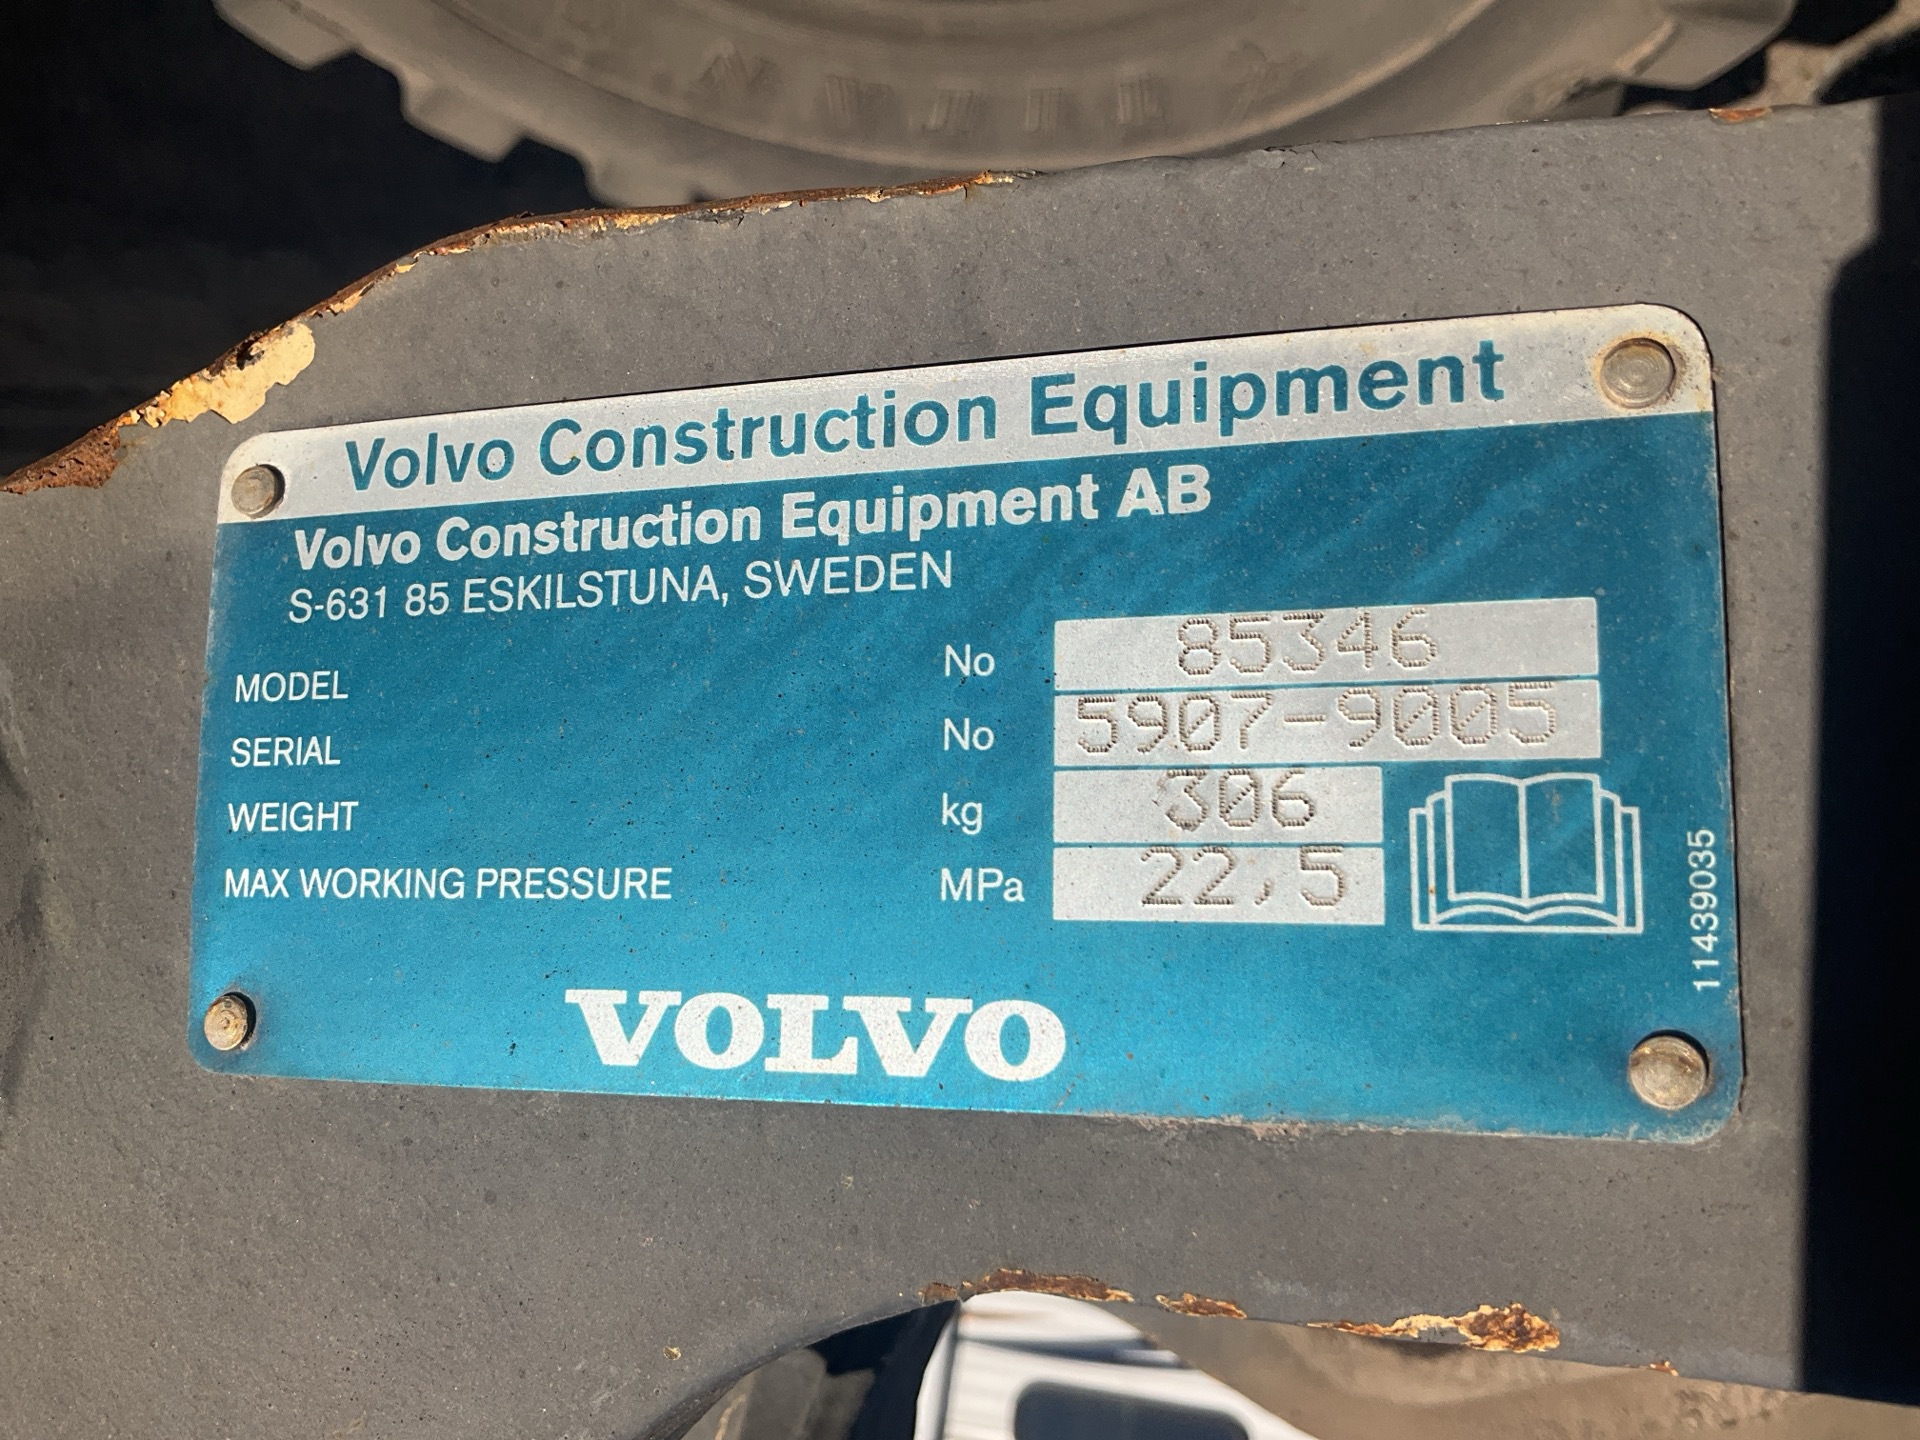 Volvo Construction Equipment
Volvo Construction Equipment AB
S-631 85 ESKILSTUNA, SWEDEN
MODEL No 85346
SERIAL No 5907-9005
WEIGHT kg 306
MAX WORKING PRESSURE MPa 22,5
11439035
VOLVO